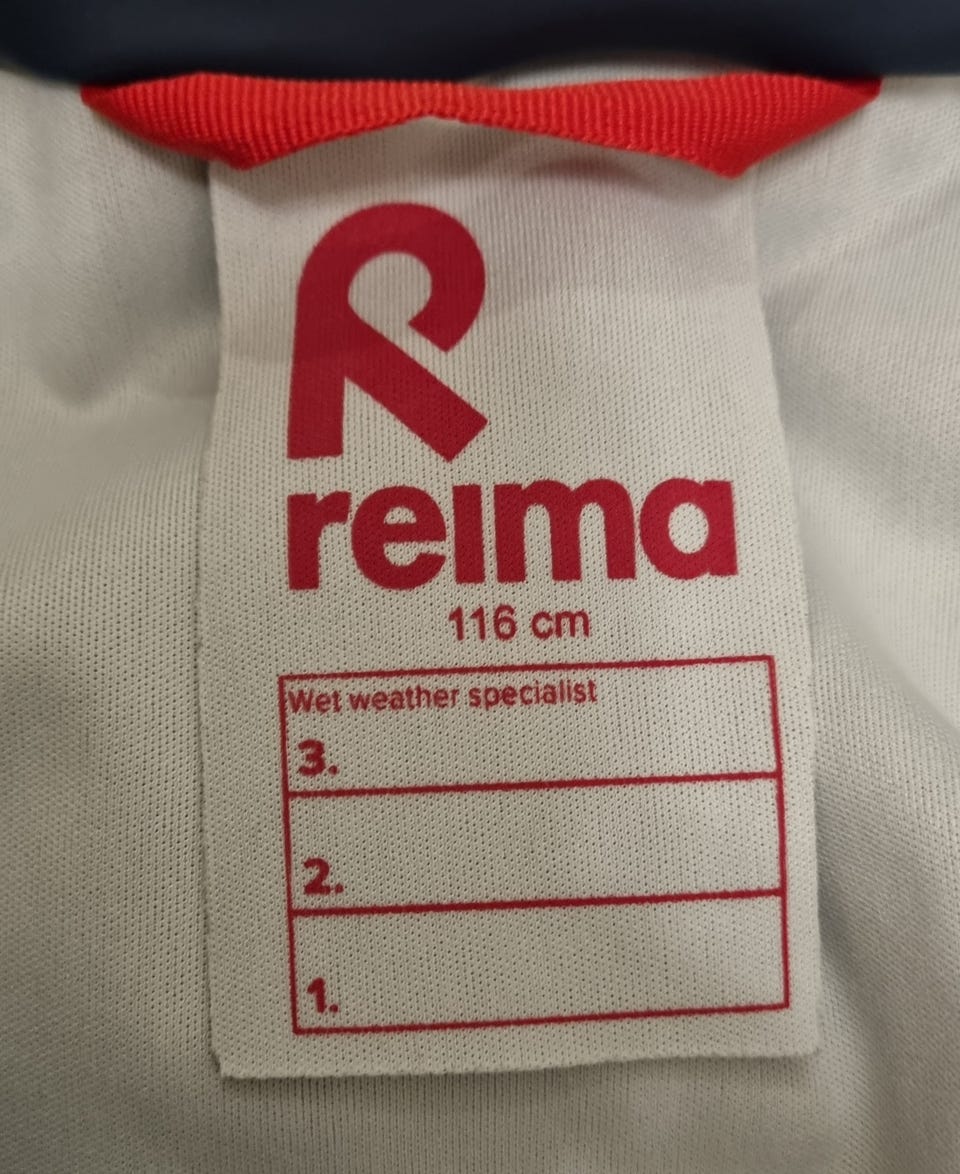 reima
116 cm
Wet weather specialist
3.
2.
1.